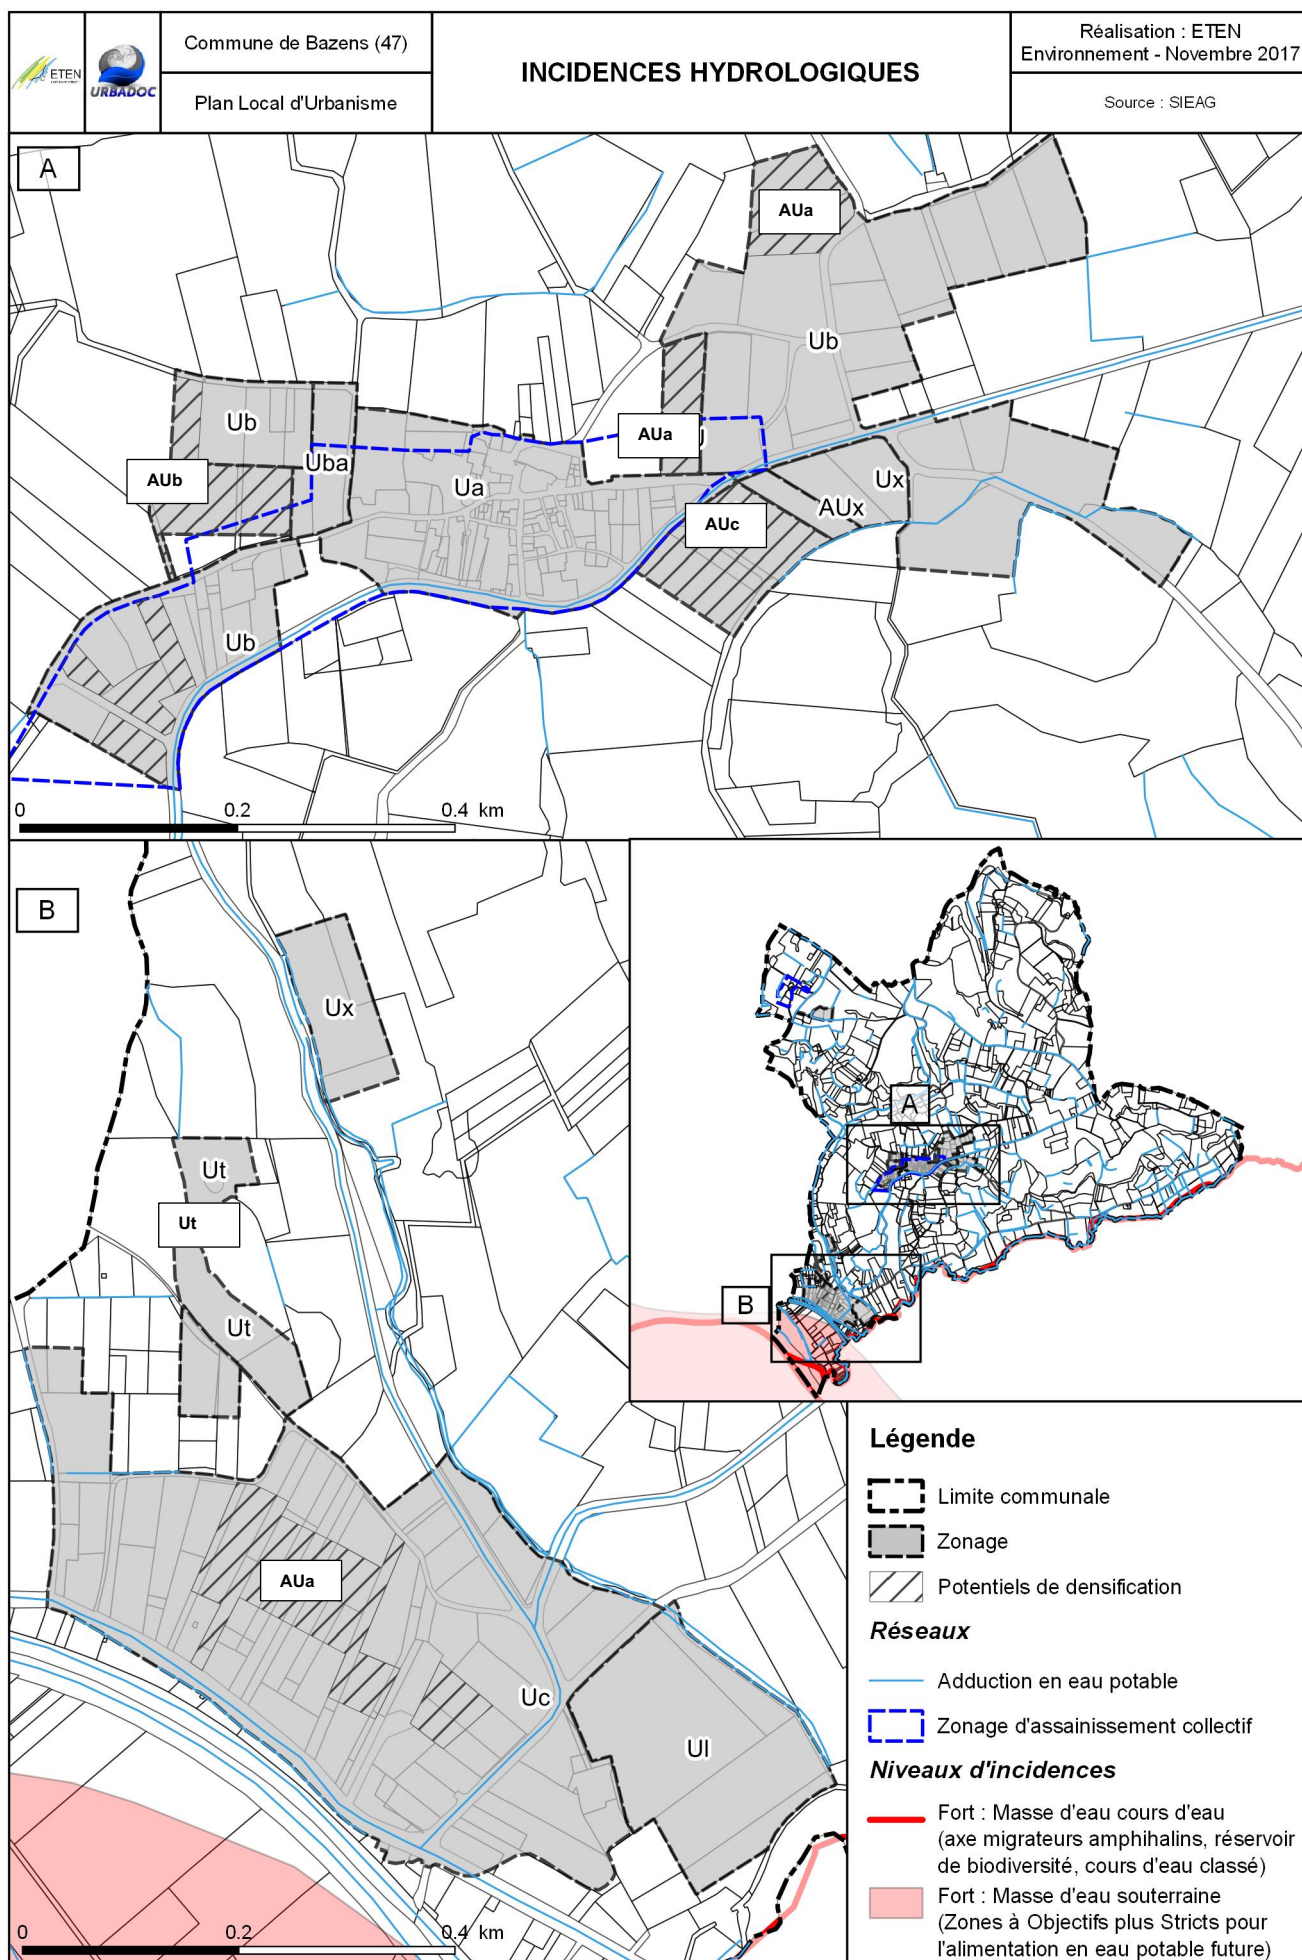 ETEN
URBADOC
Commune de Bazens (47)
Plan Local d'Urbanisme
INCIDENCES HYDROLOGIQUES
Réalisation : ETEN
Environnement - Novembre 2017
Source : SIEAG
A
AUa
Ub
Ub
Uba
AUa
AUb
Ua
Ux
AUx
AUc
Ub
0 0.2 0.4 km
B
Ux
Ut
Ut
Ut
AUa
Uc
Ul
0 0.2 0.4 km
A
B
Légende
Limite communale
Zonage
Potentiels de densification
Réseaux
Adduction en eau potable
Zonage d'assainissement collectif
Niveaux d'incidences
Fort : Masse d'eau cours d'eau
(axe migrateurs amphihalins, réservoir
de biodiversité, cours d'eau classé)
Fort : Masse d'eau souterraine
(Zones à Objectifs plus Stricts pour
l'alimentation en eau potable future)